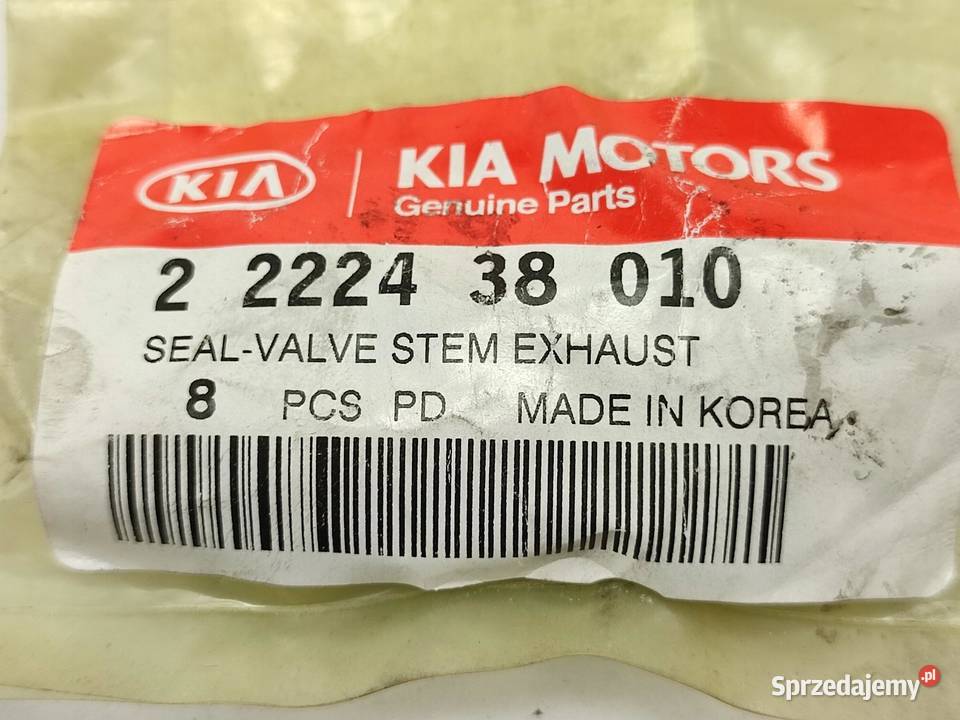 KIA
KIA MOTORS
Genuine Parts
2 2224 38 010
SEAL-VALVE STEM EXHAUST
8 PCS PD MADE IN KOREA
Sprzedajemy.pl